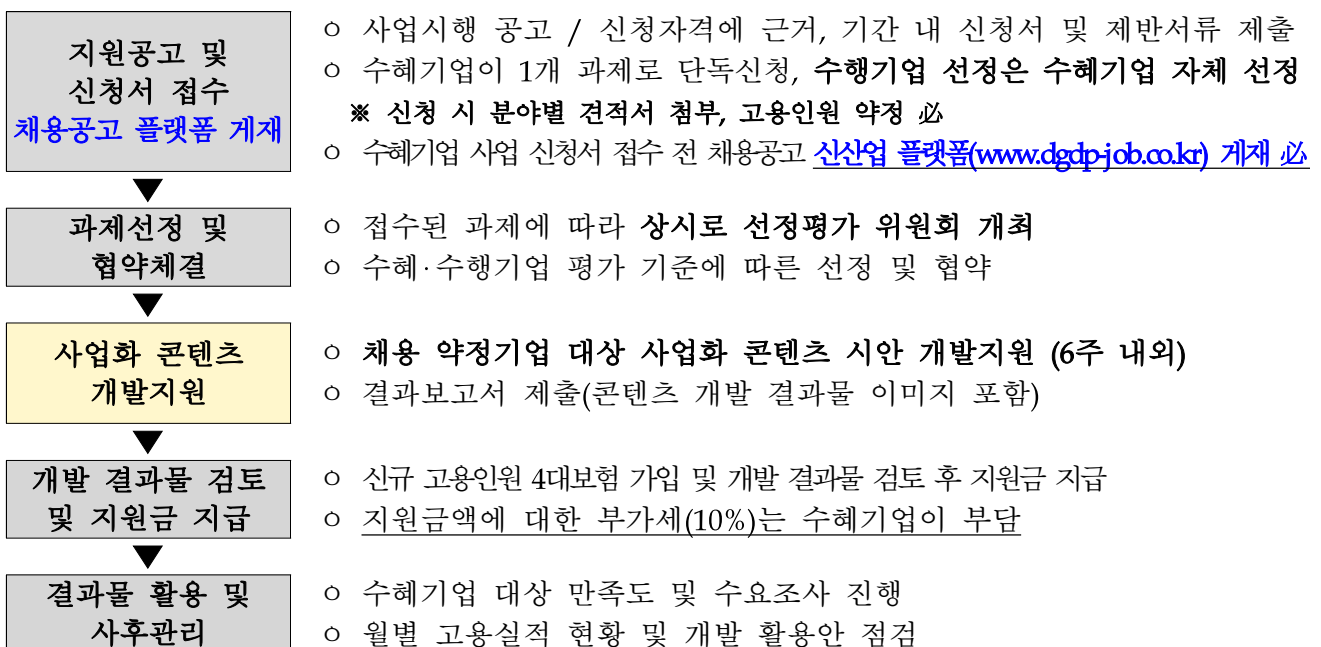 지원공고 및
신청서 접수
채용공고 플랫폼 게재
○ 사업시행 공고 / 신청자격에 근거, 기간 내 신청서 및 제반서류 제출
○ 수혜기업이 1개 과제로 단독신청, 수행기업 선정은 수혜기업 자체 선정
※ 신청 시 분야별 견적서 첨부, 고용인원 약정 必
○ 수혜기업 사업 신청서 접수 전 채용공고 신산업 플랫폼(www.dgdp-job.co.kr) 게재 必
▼
과제선정 및
협약체결
○ 접수된 과제에 따라 상시로 선정평가 위원회 개최
○ 수혜·수행기업 평가 기준에 따른 선정 및 협약
▼
사업화 콘텐츠
개발지원
○ 채용 약정기업 대상 사업화 콘텐츠 시안 개발지원 (6주 내외)
○ 결과보고서 제출(콘텐츠 개발 결과물 이미지 포함)
▼
개발 결과물 검토
및 지원금 지급
○ 신규 고용인원 4대보험 가입 및 개발 결과물 검토 후 지원금 지급
○ 지원금액에 대한 부가세(10%)는 수혜기업이 부담
▼
결과물 활용 및
사후관리
○ 수혜기업 대상 만족도 및 수요조사 진행
○ 월별 고용실적 현황 및 개발 활용안 점검